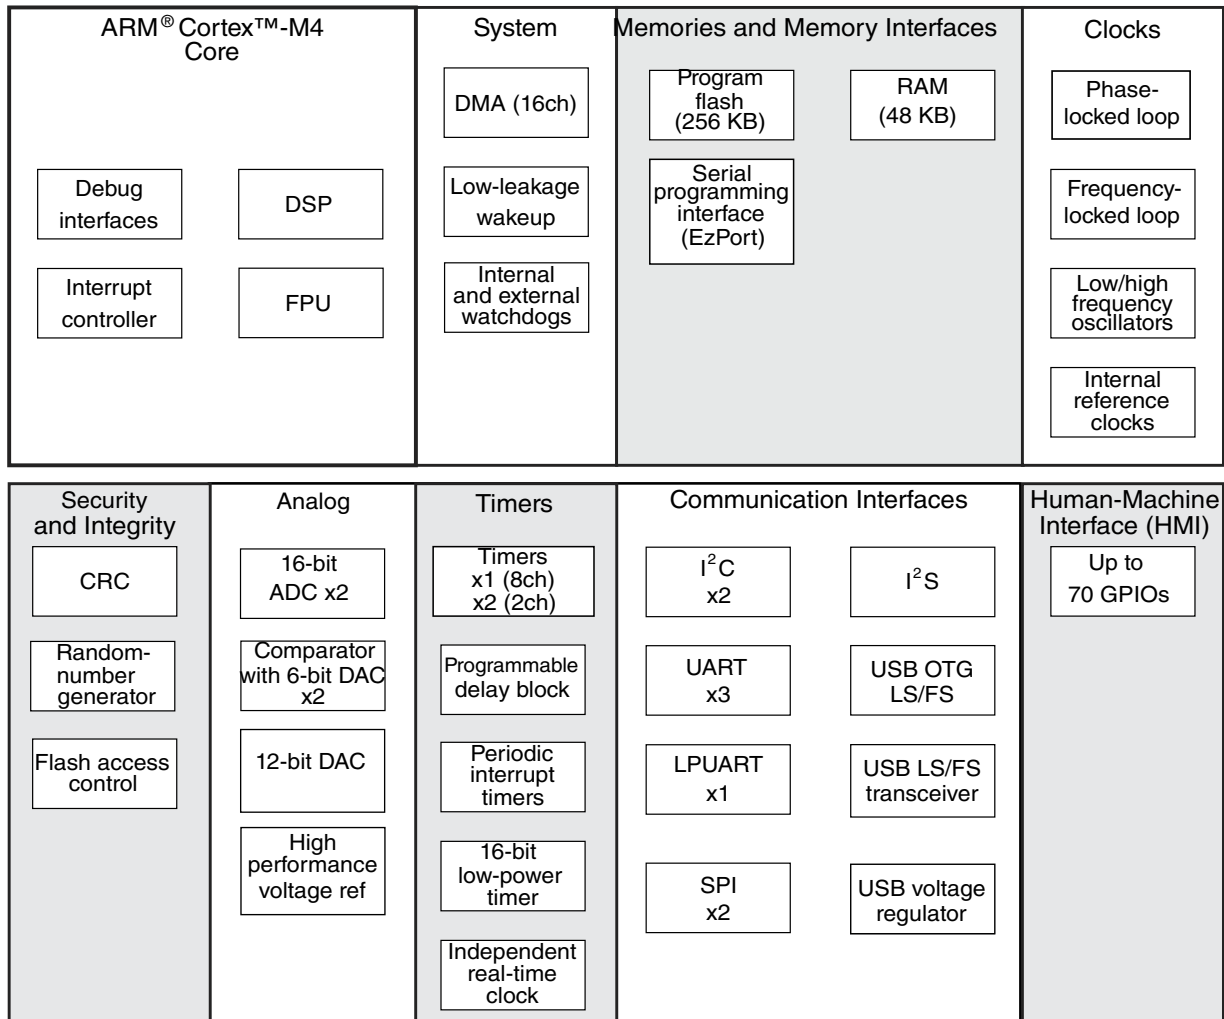 ARM® Cortex™-M4
Core
Debug
interfaces
DSP
Interrupt
controller
FPU
System
DMA (16ch)
Low-leakage
wakeup
Internal
and external
watchdogs
Memories and Memory Interfaces
Program
flash
(256 KB)
RAM
(48 KB)
Serial
programming
interface
(EzPort)
Clocks
Phase-
locked loop
Frequency-
locked loop
Low/high
frequency
oscillators
Internal
reference
clocks
Security
and Integrity
CRC
Random-
number
generator
Flash access
control
Analog
16-bit
ADC x2
Comparator
with 6-bit DAC
x2
12-bit DAC
High
performance
voltage ref
Timers
Timers
x1 (8ch)
x2 (2ch)
Programmable
delay block
Periodic
interrupt
timers
16-bit
low-power
timer
Independent
real-time
clock
Communication Interfaces
I²C
x2
I²S
UART
x3
USB OTG
LS/FS
LPUART
x1
USB LS/FS
transceiver
SPI
x2
USB voltage
regulator
Human-Machine
Interface (HMI)
Up to
70 GPIOs